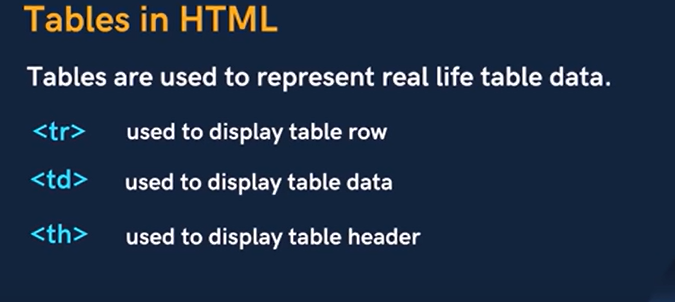 Tables in HTML
Tables are used to represent real life table data.
<tr> used to display table row
<td> used to display table data
<th> used to display table header